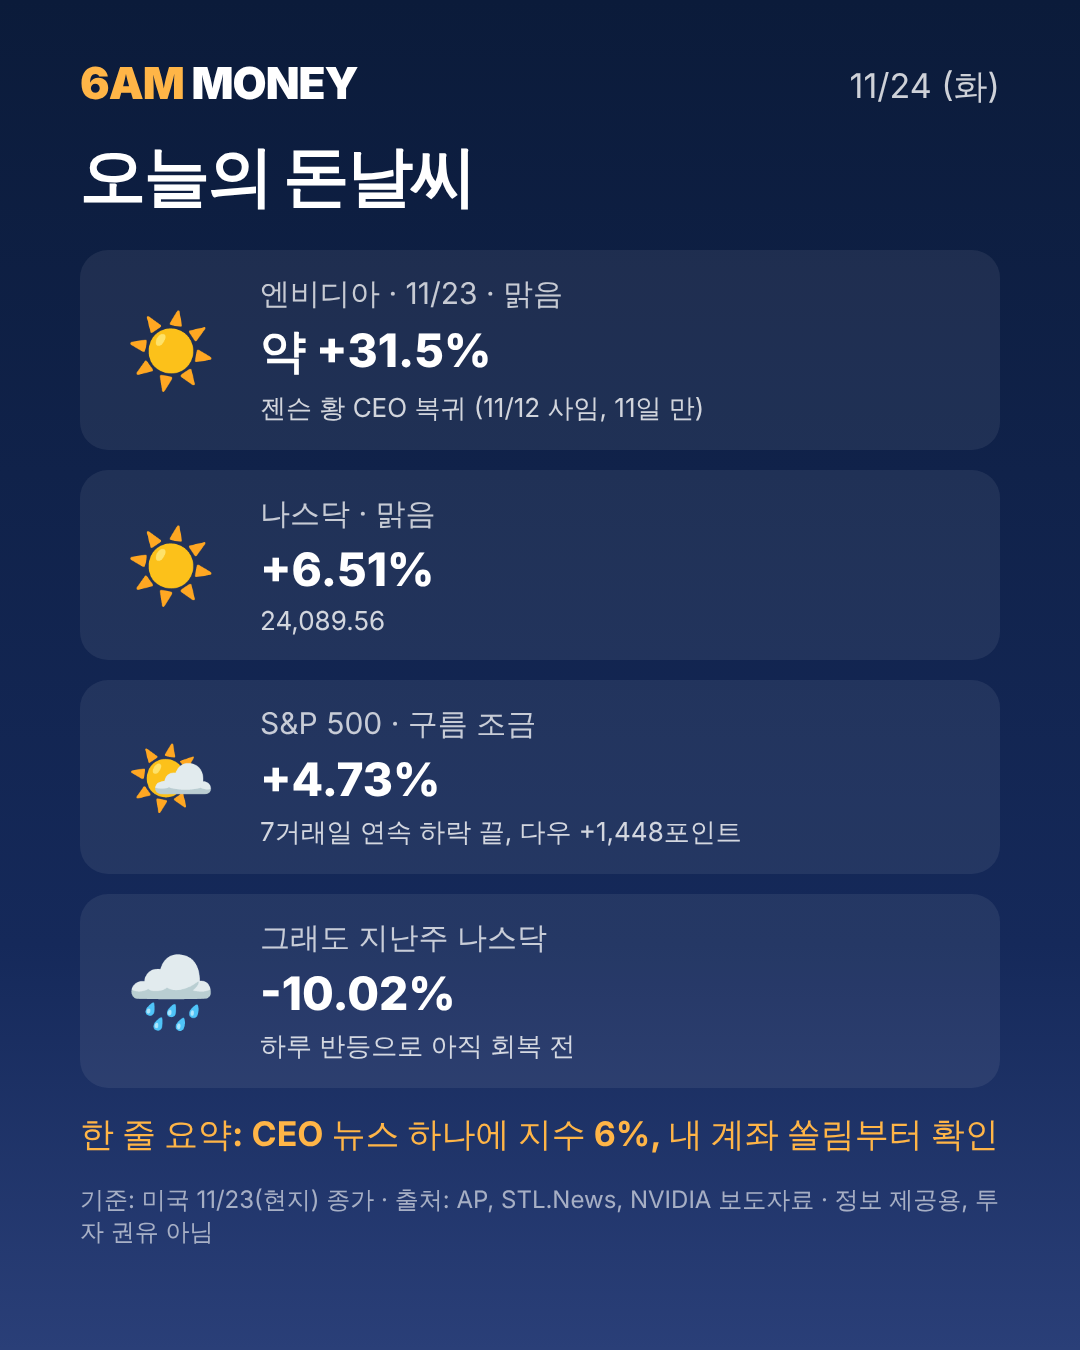 6AM MONEY
11/24 (화)
오늘의 돈날씨
엔비디아 · 11/23 · 맑음
약 +31.5%
젠슨 황 CEO 복귀 (11/12 사임, 11일 만)
나스닥 · 맑음
+6.51%
24,089.56
S&P 500 · 구름 조금
+4.73%
7거래일 연속 하락 끝, 다우 +1,448포인트
그래도 지난주 나스닥
-10.02%
하루 반등으로 아직 회복 전
한 줄 요약: CEO 뉴스 하나에 지수 6%, 내 계좌 쏠림부터 확인
기준: 미국 11/23(현지) 종가 · 출처: AP, STL.News, NVIDIA 보도자료 · 정보 제공용, 투
자 권유 아님